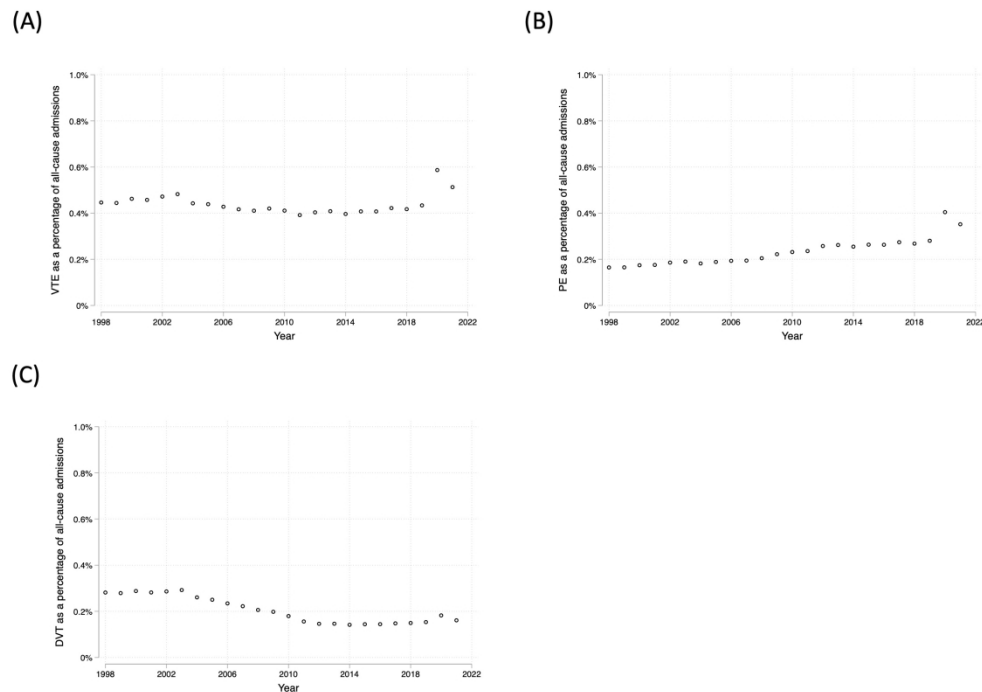 (A)
VTE as a percentage of all-cause admissions
1.0%
0.8%
0.6%
0.4%
0.2%
0%
1998 2002 2006 2010 2014 2018 2022
Year
(B)
PE as a percentage of all-cause admissions
1.0%
0.8%
0.6%
0.4%
0.2%
0%
1998 2002 2006 2010 2014 2018 2022
Year
(C)
DVT as a percentage of all-cause admissions
1.0%
0.8%
0.6%
0.4%
0.2%
0%
1998 2002 2006 2010 2014 2018 2022
Year